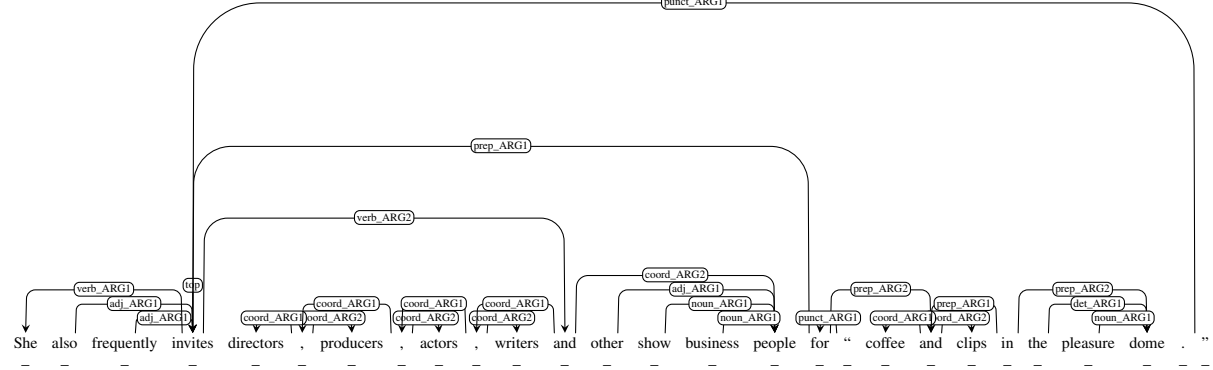 punct_ARG1
prep_ARG1
verb_ARG2
coord_ARG2
top
verb_ARG1 adj_ARG1 prep_ARG2 prep_ARG2
adj_ARG1 coord_ARG1 coord_ARG1 coord_ARG1 noun_ARG1 prep_ARG1 det_ARG1
adj_ARG1 coord_ARG1 coord_ARG2 coord_ARG2 coord_ARG2 noun_ARG1 punct_ARG1 coord_ARG1 coord_ARG2 noun_ARG1
She also frequently invites directors , producers , actors , writers and other show business people for “ coffee and clips in the pleasure dome . ”
_ _ _ _ _ _ _ _ _ _ _ _ _ _ _ _ _ _ _ _ _ _ _ _ _ _ _